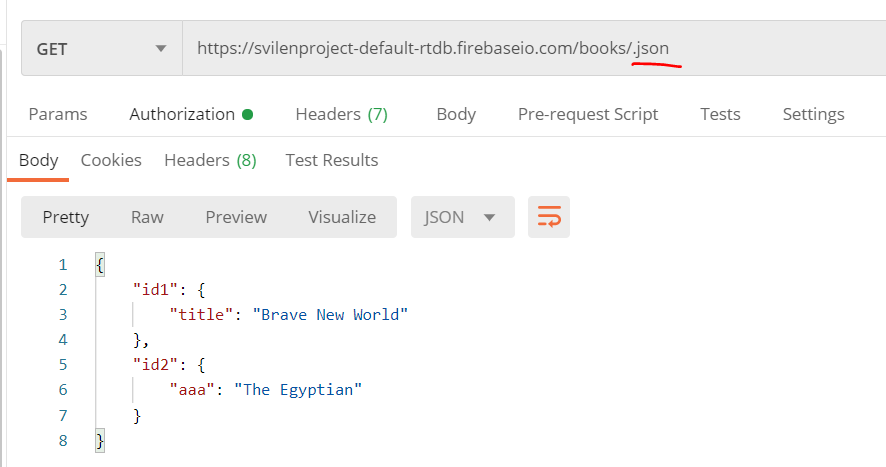 GET https://svilenproject-default-rtdb.firebaseio.com/books/.json
Params Authorization Headers (7) Body Pre-request Script Tests Settings
Body Cookies Headers (8) Test Results
Pretty Raw Preview Visualize JSON
1 {
2 "id1": {
3 "title": "Brave New World"
4 },
5 "id2": {
6 "aaa": "The Egyptian"
7 }
8 }